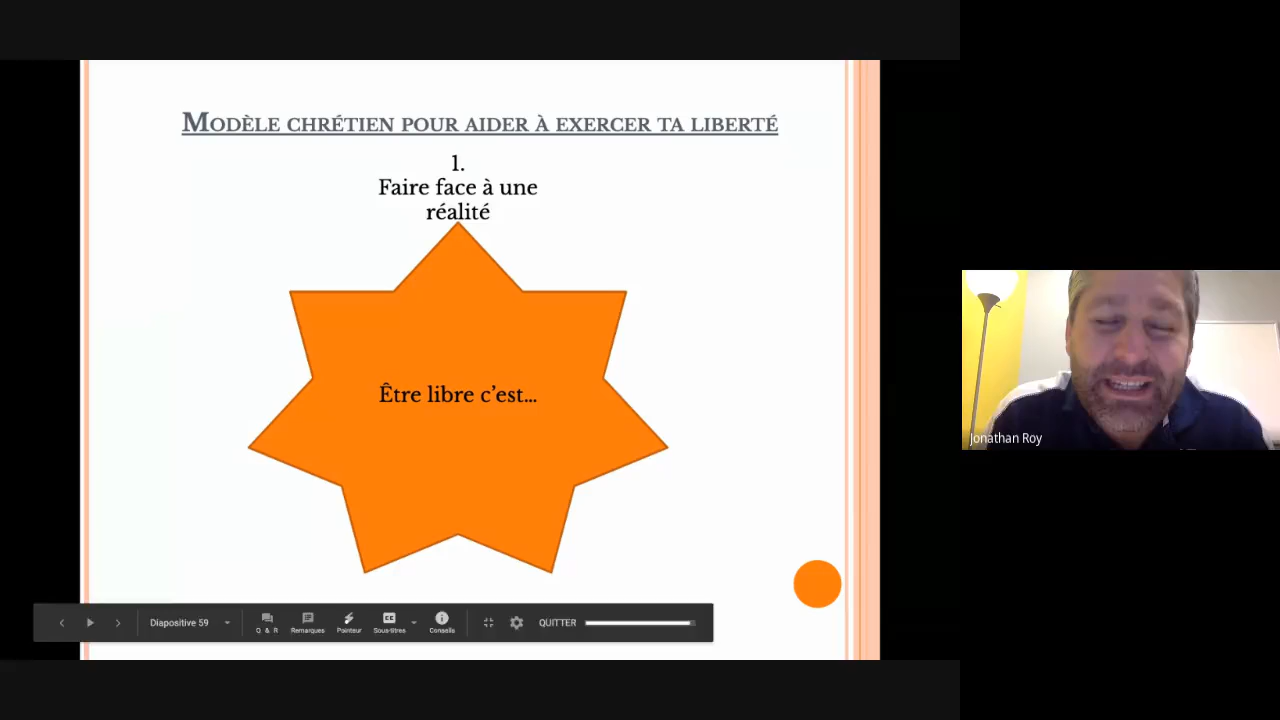 Modèle chrétien pour aider à exercer ta liberté
1.
Faire face à une
réalité
Être libre c’est…
Jonathan Roy
Diapositive 59
Q & R
Remarques
Pointeur
CC
Sous-titres
Conseils
QUITTER